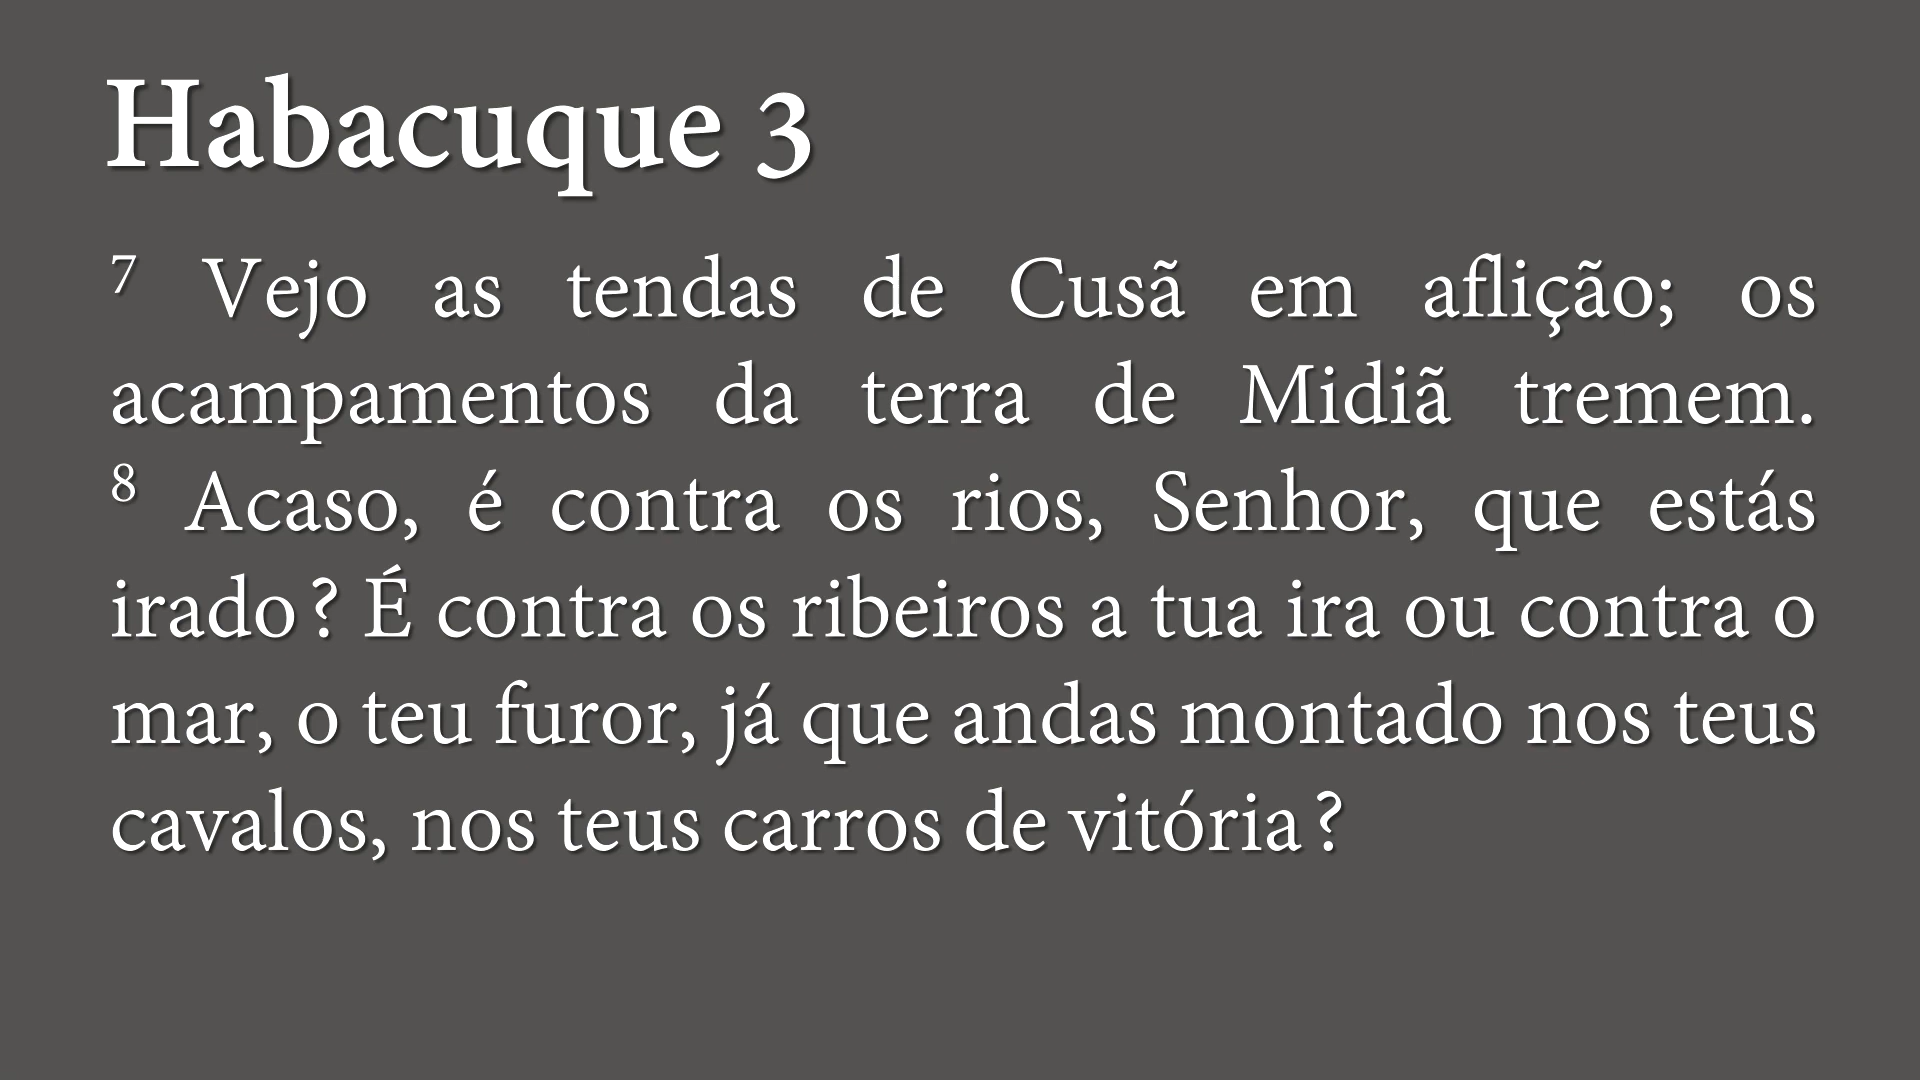 Habacuque 3
7 Vejo as tendas de Cusã em aflição; os
acampamentos da terra de Midiã tremem.
8 Acaso, é contra os rios, Senhor, que estás
irado? É contra os ribeiros a tua ira ou contra o
mar, o teu furor, já que andas montado nos teus
cavalos, nos teus carros de vitória?